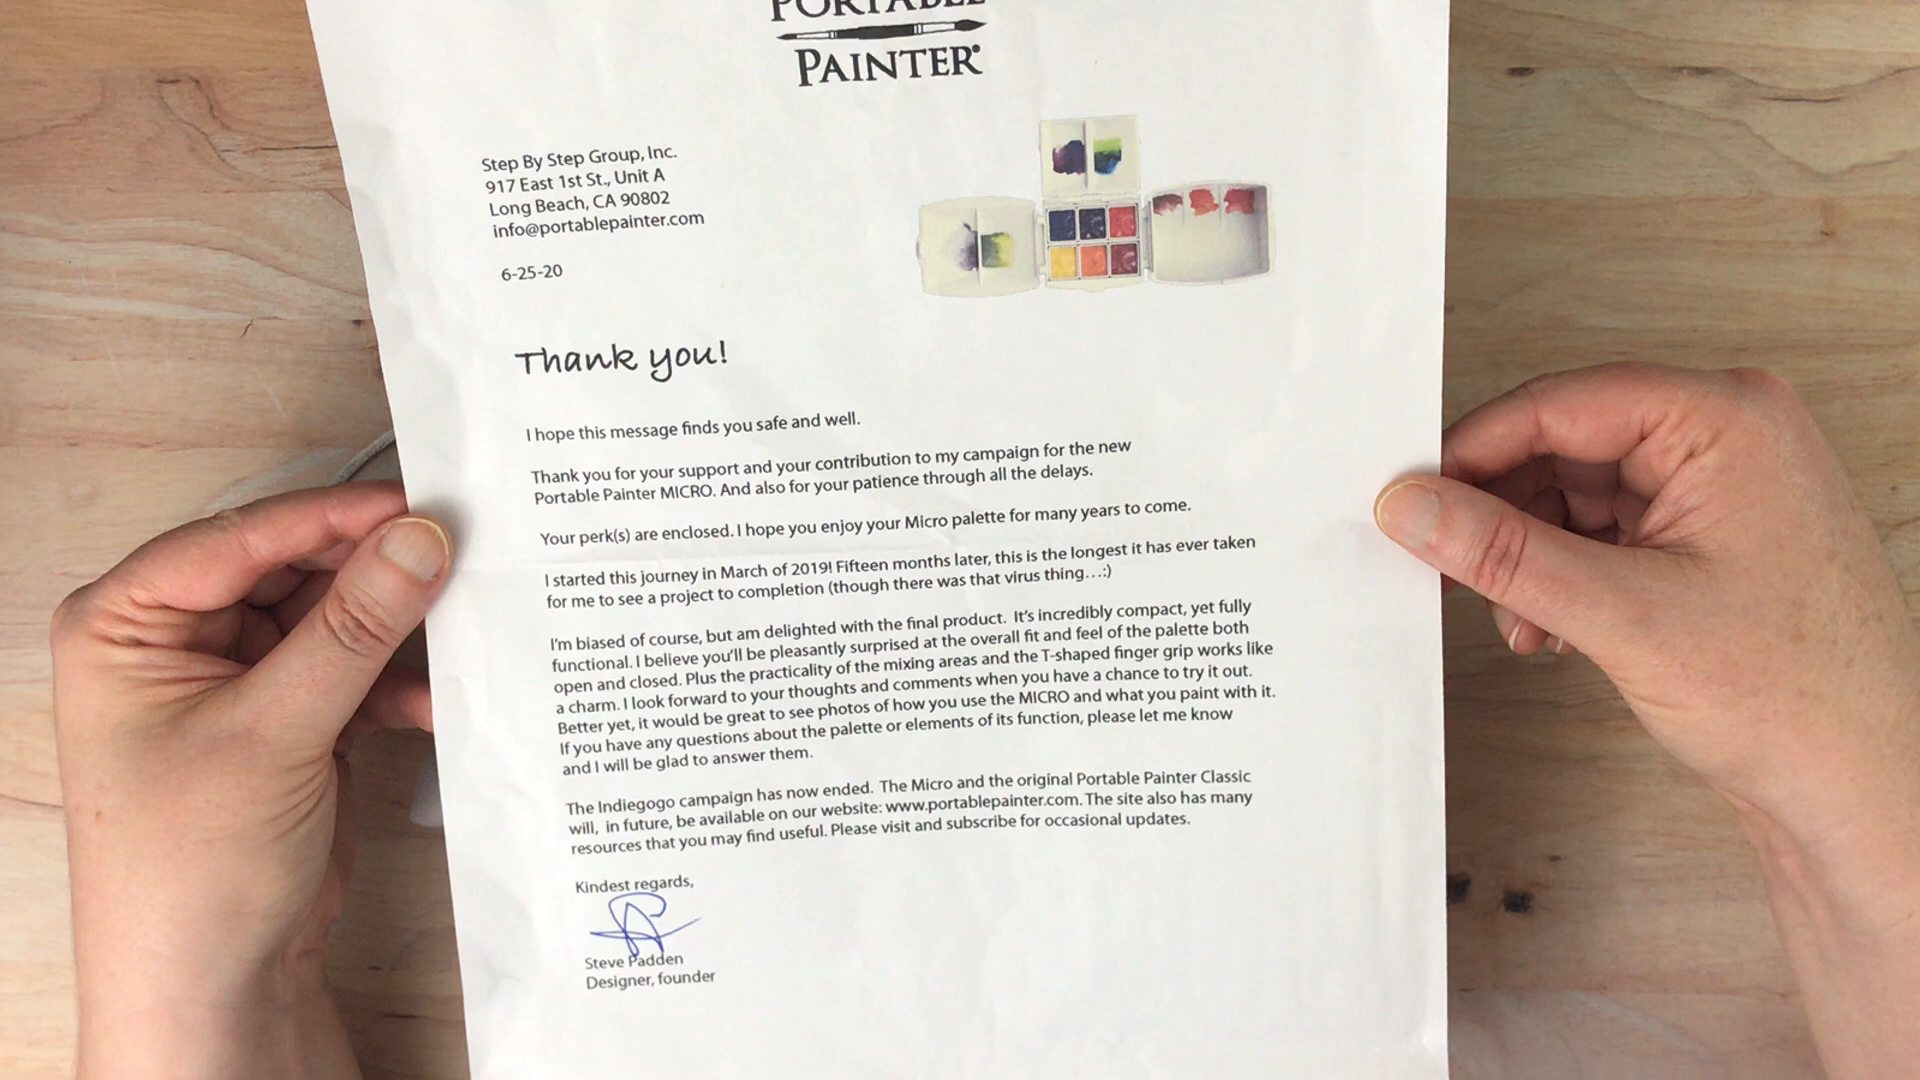 PORTABLE
PAINTER®
Step By Step Group, Inc.
917 East 1st St., Unit A
Long Beach, CA 90802
info@portablepainter.com
6-25-20
Thank you!
I hope this message finds you safe and well.
Thank you for your support and your contribution to my campaign for the new
Portable Painter MICRO. And also for your patience through all the delays.
Your perk(s) are enclosed. I hope you enjoy your Micro palette for many years to come.
I started this journey in March of 2019! Fifteen months later, this is the longest it has ever taken
for me to see a project to completion (though there was that virus thing...:)
I'm biased of course, but am delighted with the final product. It's incredibly compact, yet fully
functional. I believe you'll be pleasantly surprised at the overall fit and feel of the palette both
open and closed. Plus the practicality of the mixing areas and the T-shaped finger grip works like
a charm. I look forward to your thoughts and comments when you have a chance to try it out.
Better yet, it would be great to see photos of how you use the MICRO and what you paint with it.
If you have any questions about the palette or elements of its function, please let me know
and I will be glad to answer them.
The Indiegogo campaign has now ended. The Micro and the original Portable Painter Classic
will, in future, be available on our website: www.portablepainter.com. The site also has many
resources that you may find useful. Please visit and subscribe for occasional updates.
Kindest regards,
Steve Padden
Designer, founder